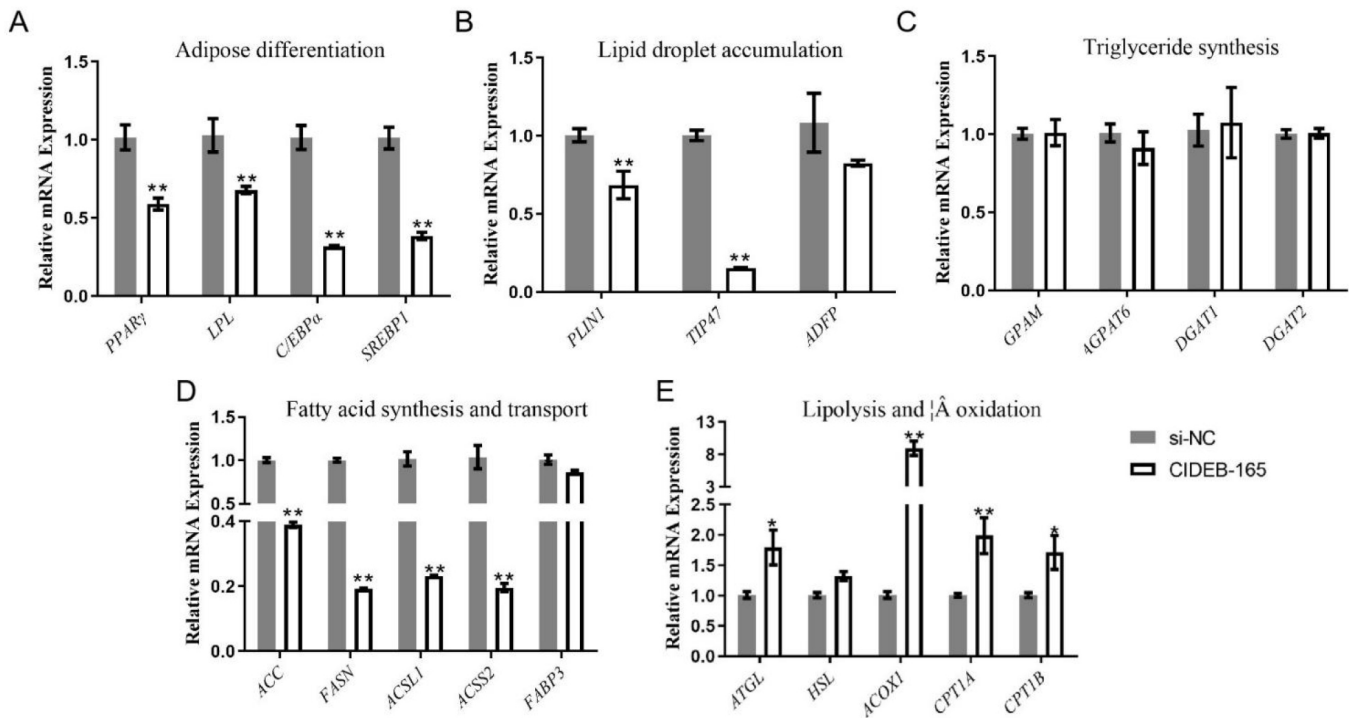 A
Adipose differentiation
Relative mRNA Expression
1.5
1.0
0.5
0.0
**
**
**
**
PPARγ
LPL
C/EBPα
SREBP1
B
Lipid droplet accumulation
Relative mRNA Expression
1.5
1.0
0.5
0.0
**
**
PLIN1
TIP47
ADFP
C
Triglyceride synthesis
Relative mRNA Expression
1.5
1.0
0.5
0.0
GPAM
AGPAT6
DGAT1
DGAT2
D
Fatty acid synthesis and transport
Relative mRNA Expression
1.5
1.0
0.5
0.4
0.2
0.0
**
**
**
**
ACC
FASN
ACSL1
ACSS2
FABP3
E
Lipolysis and ¦Â oxidation
Relative mRNA Expression
13
8
3
2.5
2.0
1.5
1.0
0.5
0.0
*
**
**
*
ATGL
HSL
ACOX1
CPT1A
CPT1B
si-NC
CIDEB-165